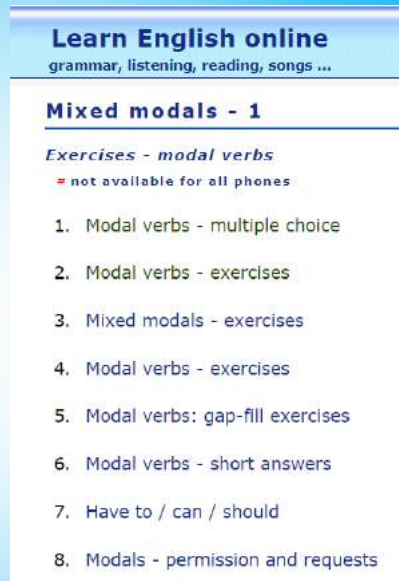 Learn English online
grammar, listening, reading, songs ...
Mixed modals - 1
Exercises - modal verbs
# not available for all phones
1. Modal verbs - multiple choice
2. Modal verbs - exercises
3. Mixed modals - exercises
4. Modal verbs - exercises
5. Modal verbs: gap-fill exercises
6. Modal verbs - short answers
7. Have to / can / should
8. Modals - permission and requests